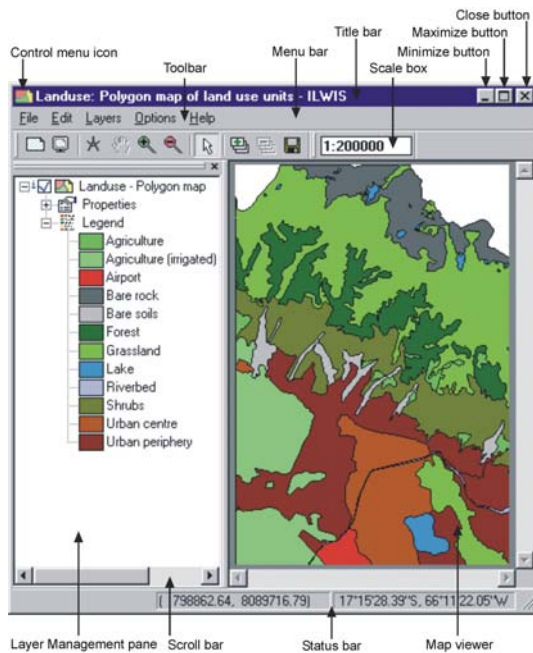 Close button
Control menu icon
Title bar
Maximize button
Toolbar
Menu bar
Minimize button
Scale box
Landuse: Polygon map of land use units - ILWIS
File Edit Layers Options Help
1:200000
Landuse - Polygon map
Properties
Legend
Agriculture
Agriculture (irrigated)
Airport
Bare rock
Bare soils
Forest
Grassland
Lake
Riverbed
Shrubs
Urban centre
Urban periphery
( 798862.64, 8089716.79) 17°15'28.39"S, 66°11'22.05"W
Layer Management pane
Scroll bar
Status bar
Map viewer